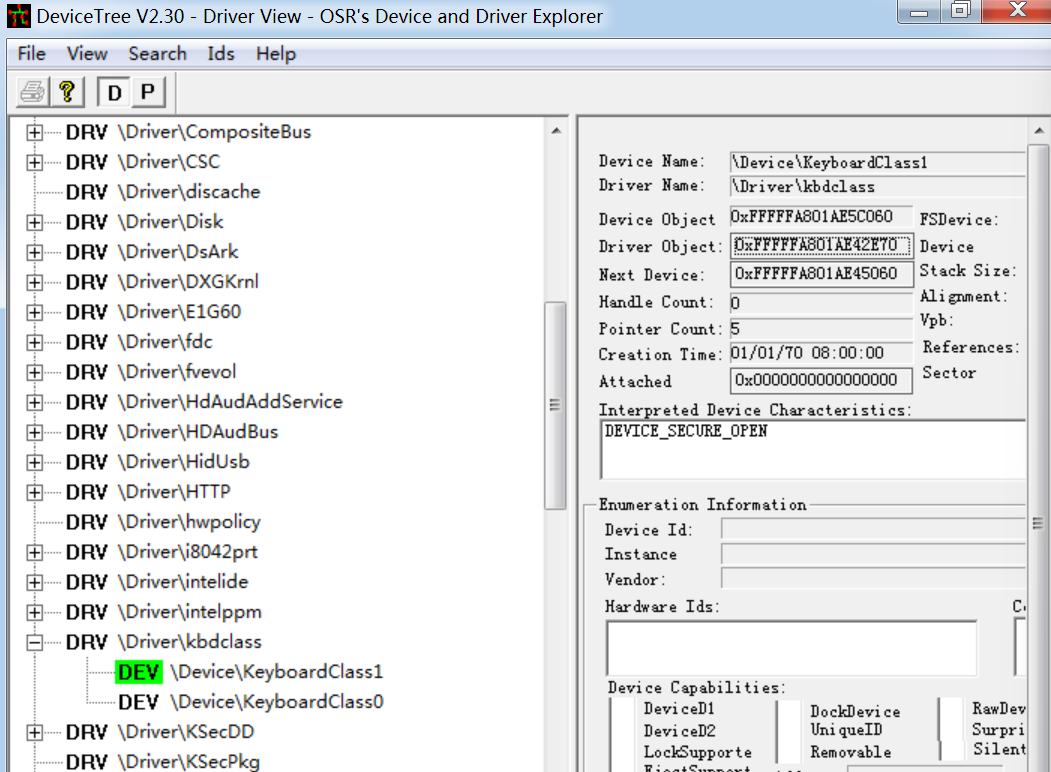 DeviceTree V2.30 - Driver View - OSR's Device and Driver Explorer
File View Search Ids Help
? D P
DRV \Driver\CompositeBus
DRV \Driver\CSC
DRV \Driver\discache
DRV \Driver\Disk
DRV \Driver\DsArk
DRV \Driver\DXGKrnl
DRV \Driver\E1G60
DRV \Driver\fdc
DRV \Driver\fvevol
DRV \Driver\HdAudAddService
DRV \Driver\HDAudBus
DRV \Driver\HidUsb
DRV \Driver\HTTP
DRV \Driver\hwpolicy
DRV \Driver\i8042prt
DRV \Driver\intelide
DRV \Driver\intelppm
DRV \Driver\kbdclass
DEV \Device\KeyboardClass1
DEV \Device\KeyboardClass0
DRV \Driver\KSecDD
DRV \Driver\KSecPkg
Device Name: \Device\KeyboardClass1
Driver Name: \Driver\kbdclass
Device Object 0xFFFFFA801AE5C060 FSDevice:
Driver Object: 0xFFFFFA801AE42E70 Device
Next Device: 0xFFFFFA801AE45060 Stack Size:
Handle Count: 0 Alignment:
Pointer Count: 5 Vpb:
Creation Time: 01/01/70 08:00:00 References:
Attached 0x0000000000000000 Sector
Interpreted Device Characteristics:
DEVICE_SECURE_OPEN
Enumeration Information
Device Id:
Instance
Vendor:
Hardware Ids:
Device Capabilities:
DeviceD1 DockDevice RawDev
DeviceD2 UniqueID Surpri
LockSupporte Removable Silent
EjectSupport